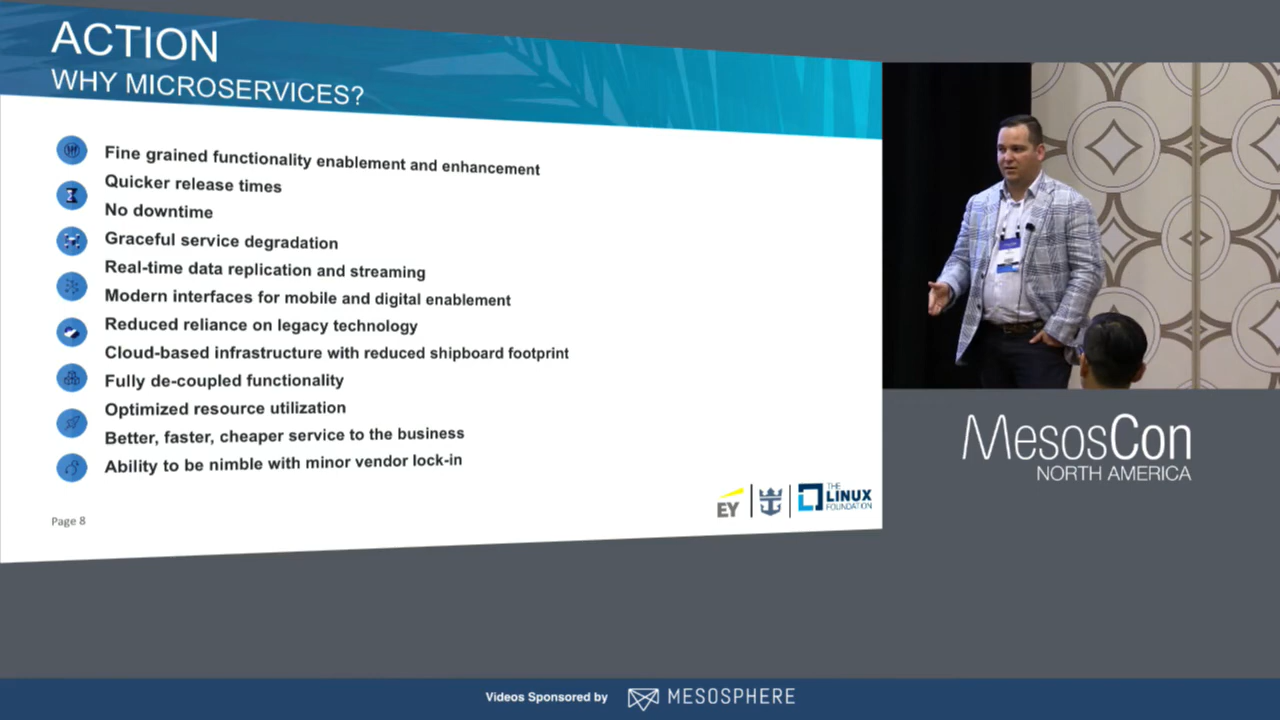 ACTION
WHY MICROSERVICES?
Fine grained functionality enablement and enhancement
Quicker release times
No downtime
Graceful service degradation
Real-time data replication and streaming
Modern interfaces for mobile and digital enablement
Reduced reliance on legacy technology
Cloud-based infrastructure with reduced shipboard footprint
Fully de-coupled functionality
Optimized resource utilization
Better, faster, cheaper service to the business
Ability to be nimble with minor vendor lock-in
Page 8
EY
THE
LINUX
FOUNDATION
MesosCon
NORTH AMERICA
Videos Sponsored by
MESOSPHERE